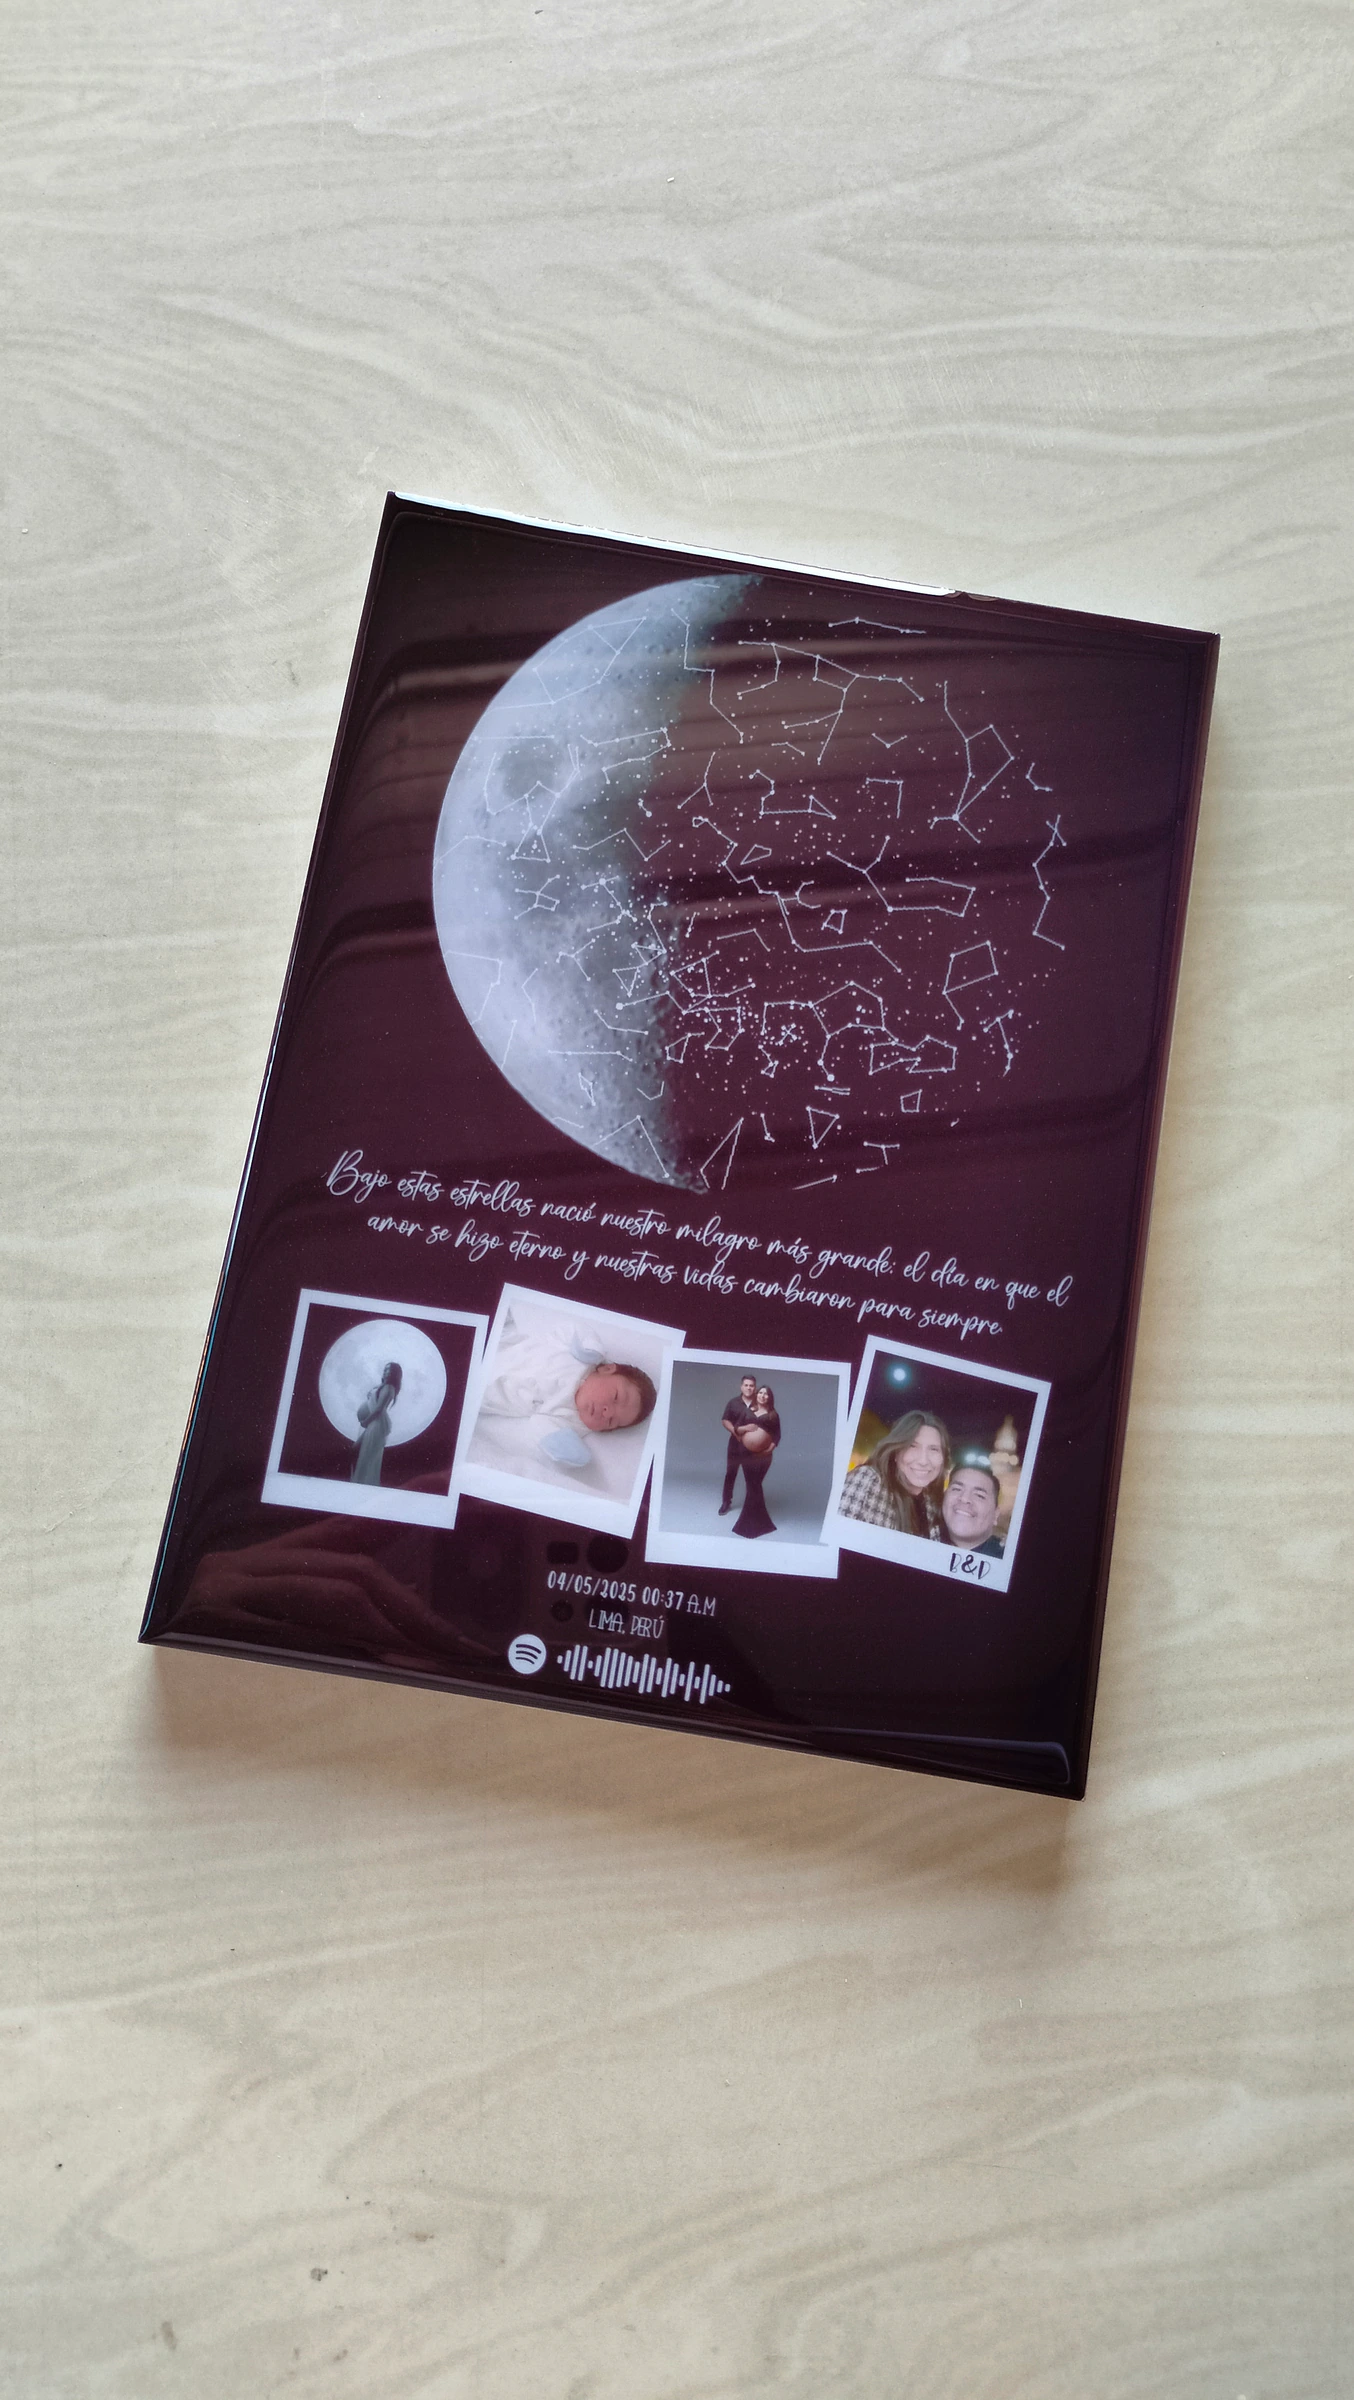 Bajo estas estrellas nació nuestro milagro más grande: el día en que el
amor se hizo eterno y nuestras vidas cambiaron para siempre.
D&D
04/05/2025 00:37 A.M
LIMA, PERÚ